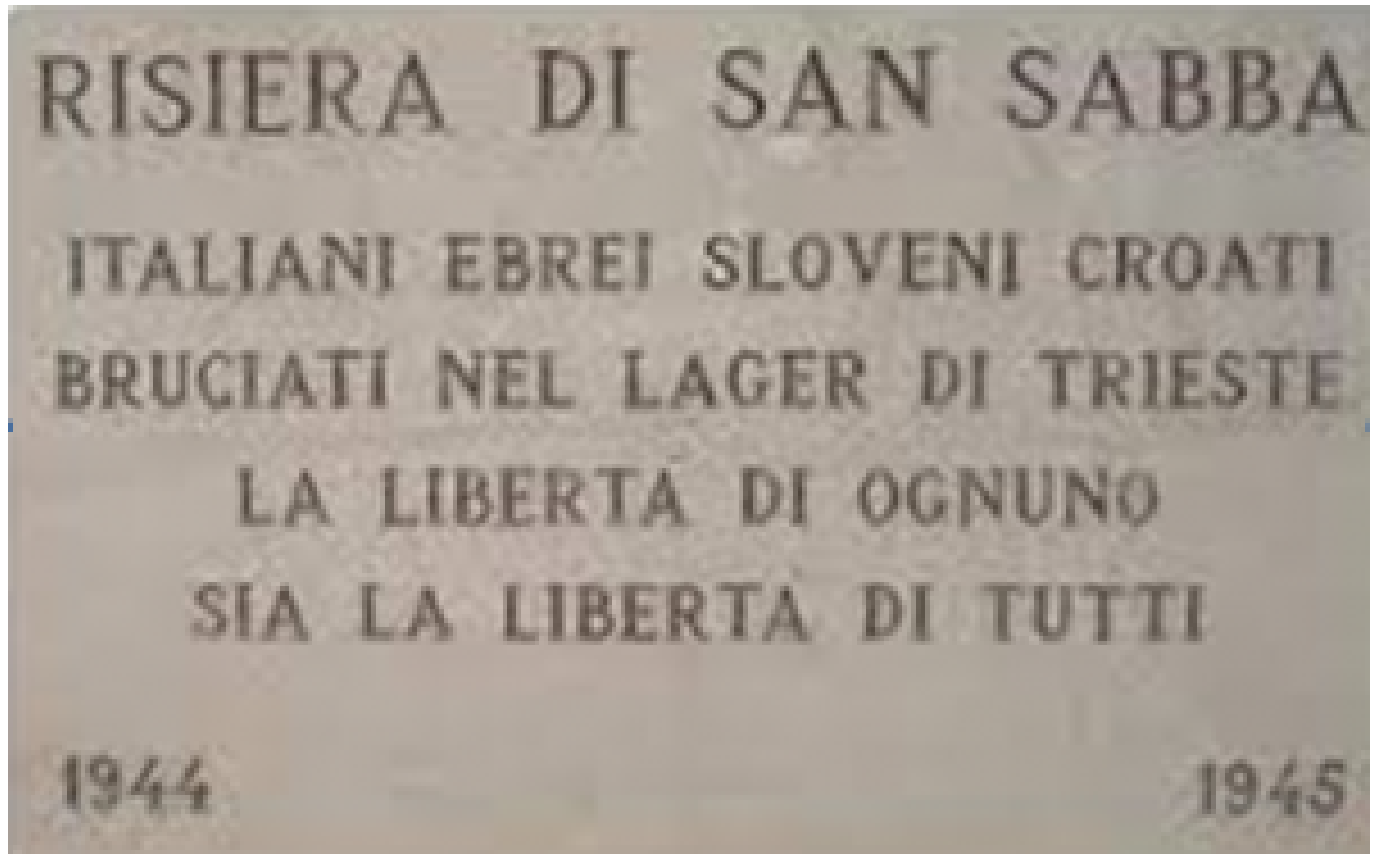 RISIERA DI SAN SABBA
ITALIANI EBREI SLOVENI CROATI
BRUCIATI NEL LAGER DI TRIESTE
LA LIBERTÀ DI OGNUNO
SIA LA LIBERTÀ DI TUTTI
1944 1945